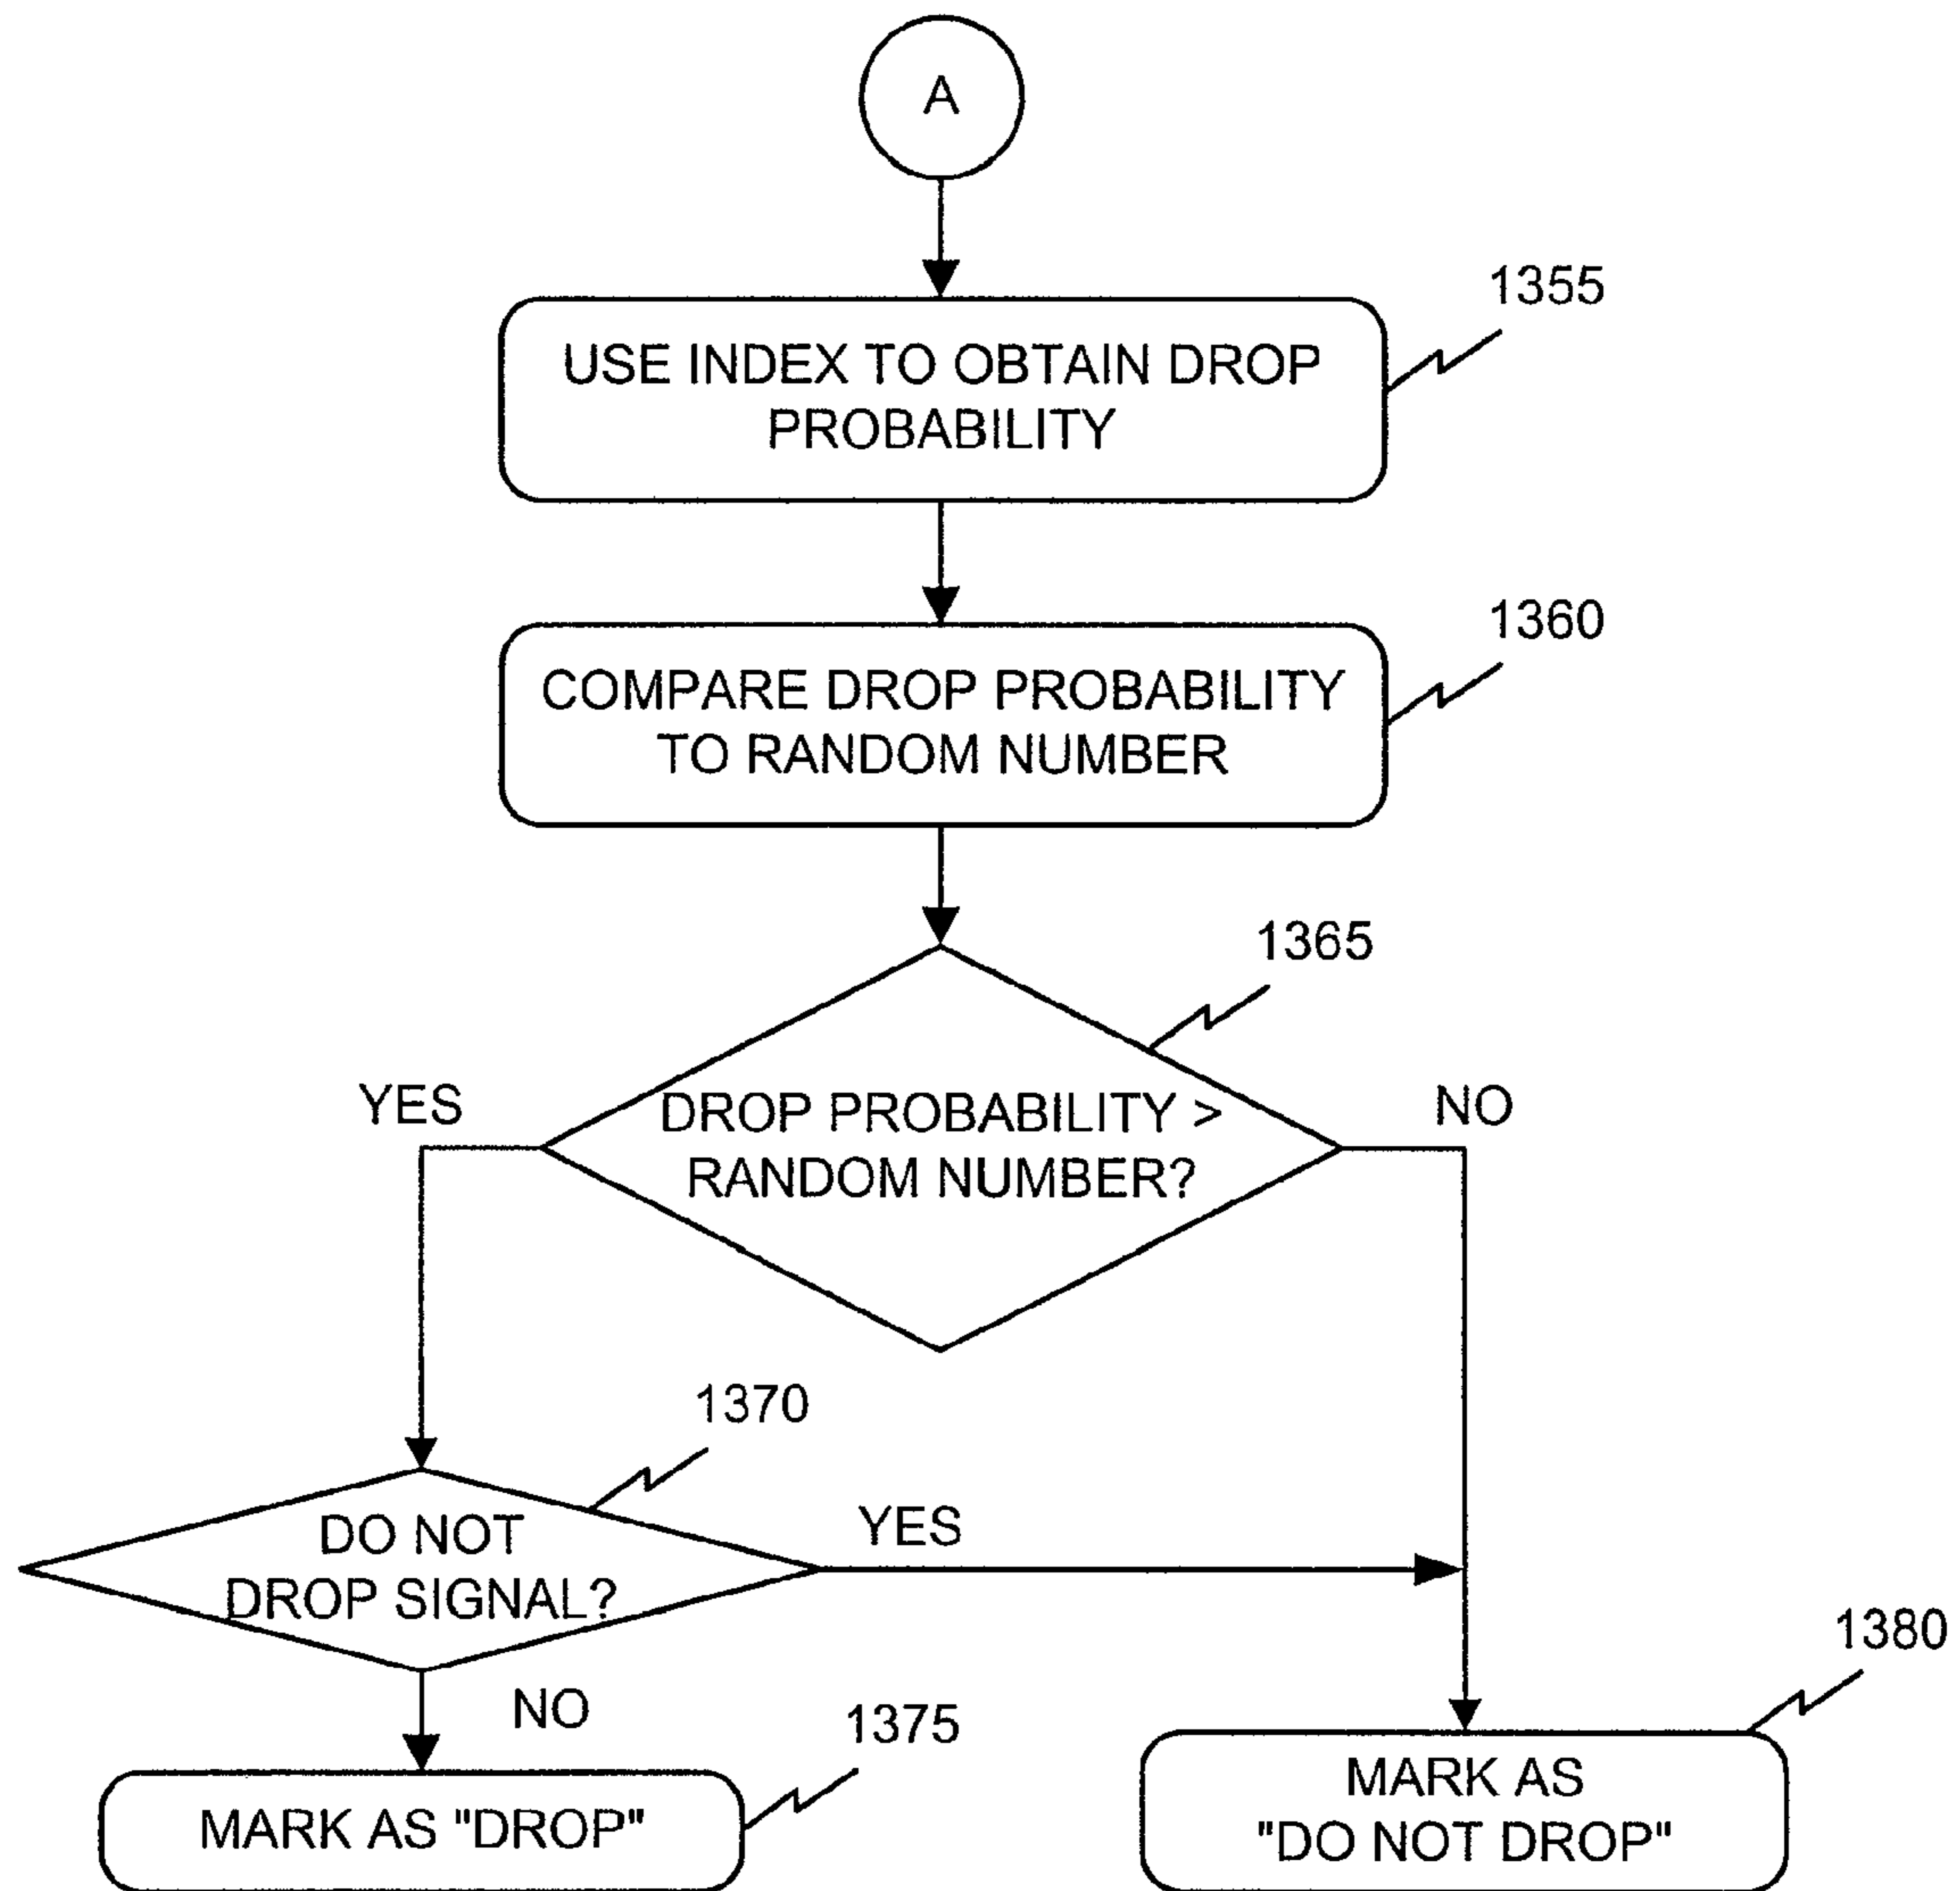 A
1355
USE INDEX TO OBTAIN DROP
PROBABILITY
1360
COMPARE DROP PROBABILITY
TO RANDOM NUMBER
1365
YES
DROP PROBABILITY >
RANDOM NUMBER?
NO
1370
DO NOT
DROP SIGNAL?
YES
NO
1375
MARK AS "DROP"
1380
MARK AS
"DO NOT DROP"